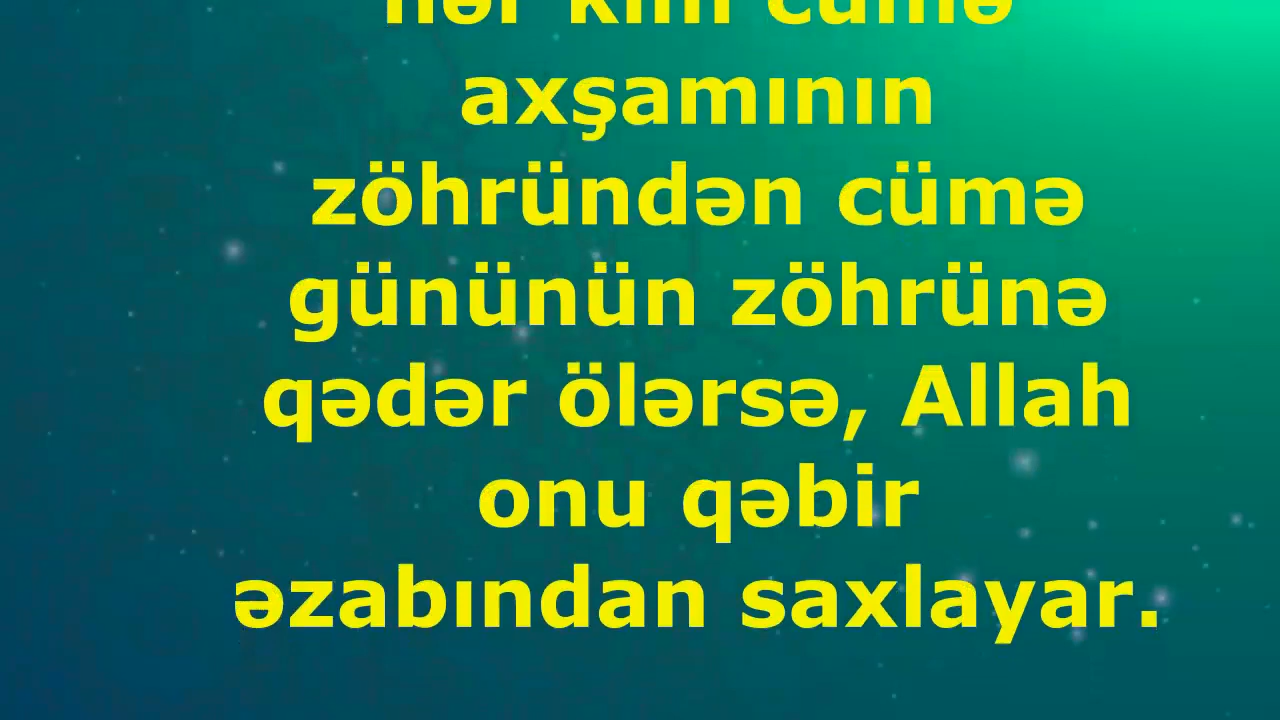 hər kim cümə
axşamının
zöhründən cümə
gününün zöhrünə
qədər ölərsə, Allah
onu qəbir
əzabından saxlayar.